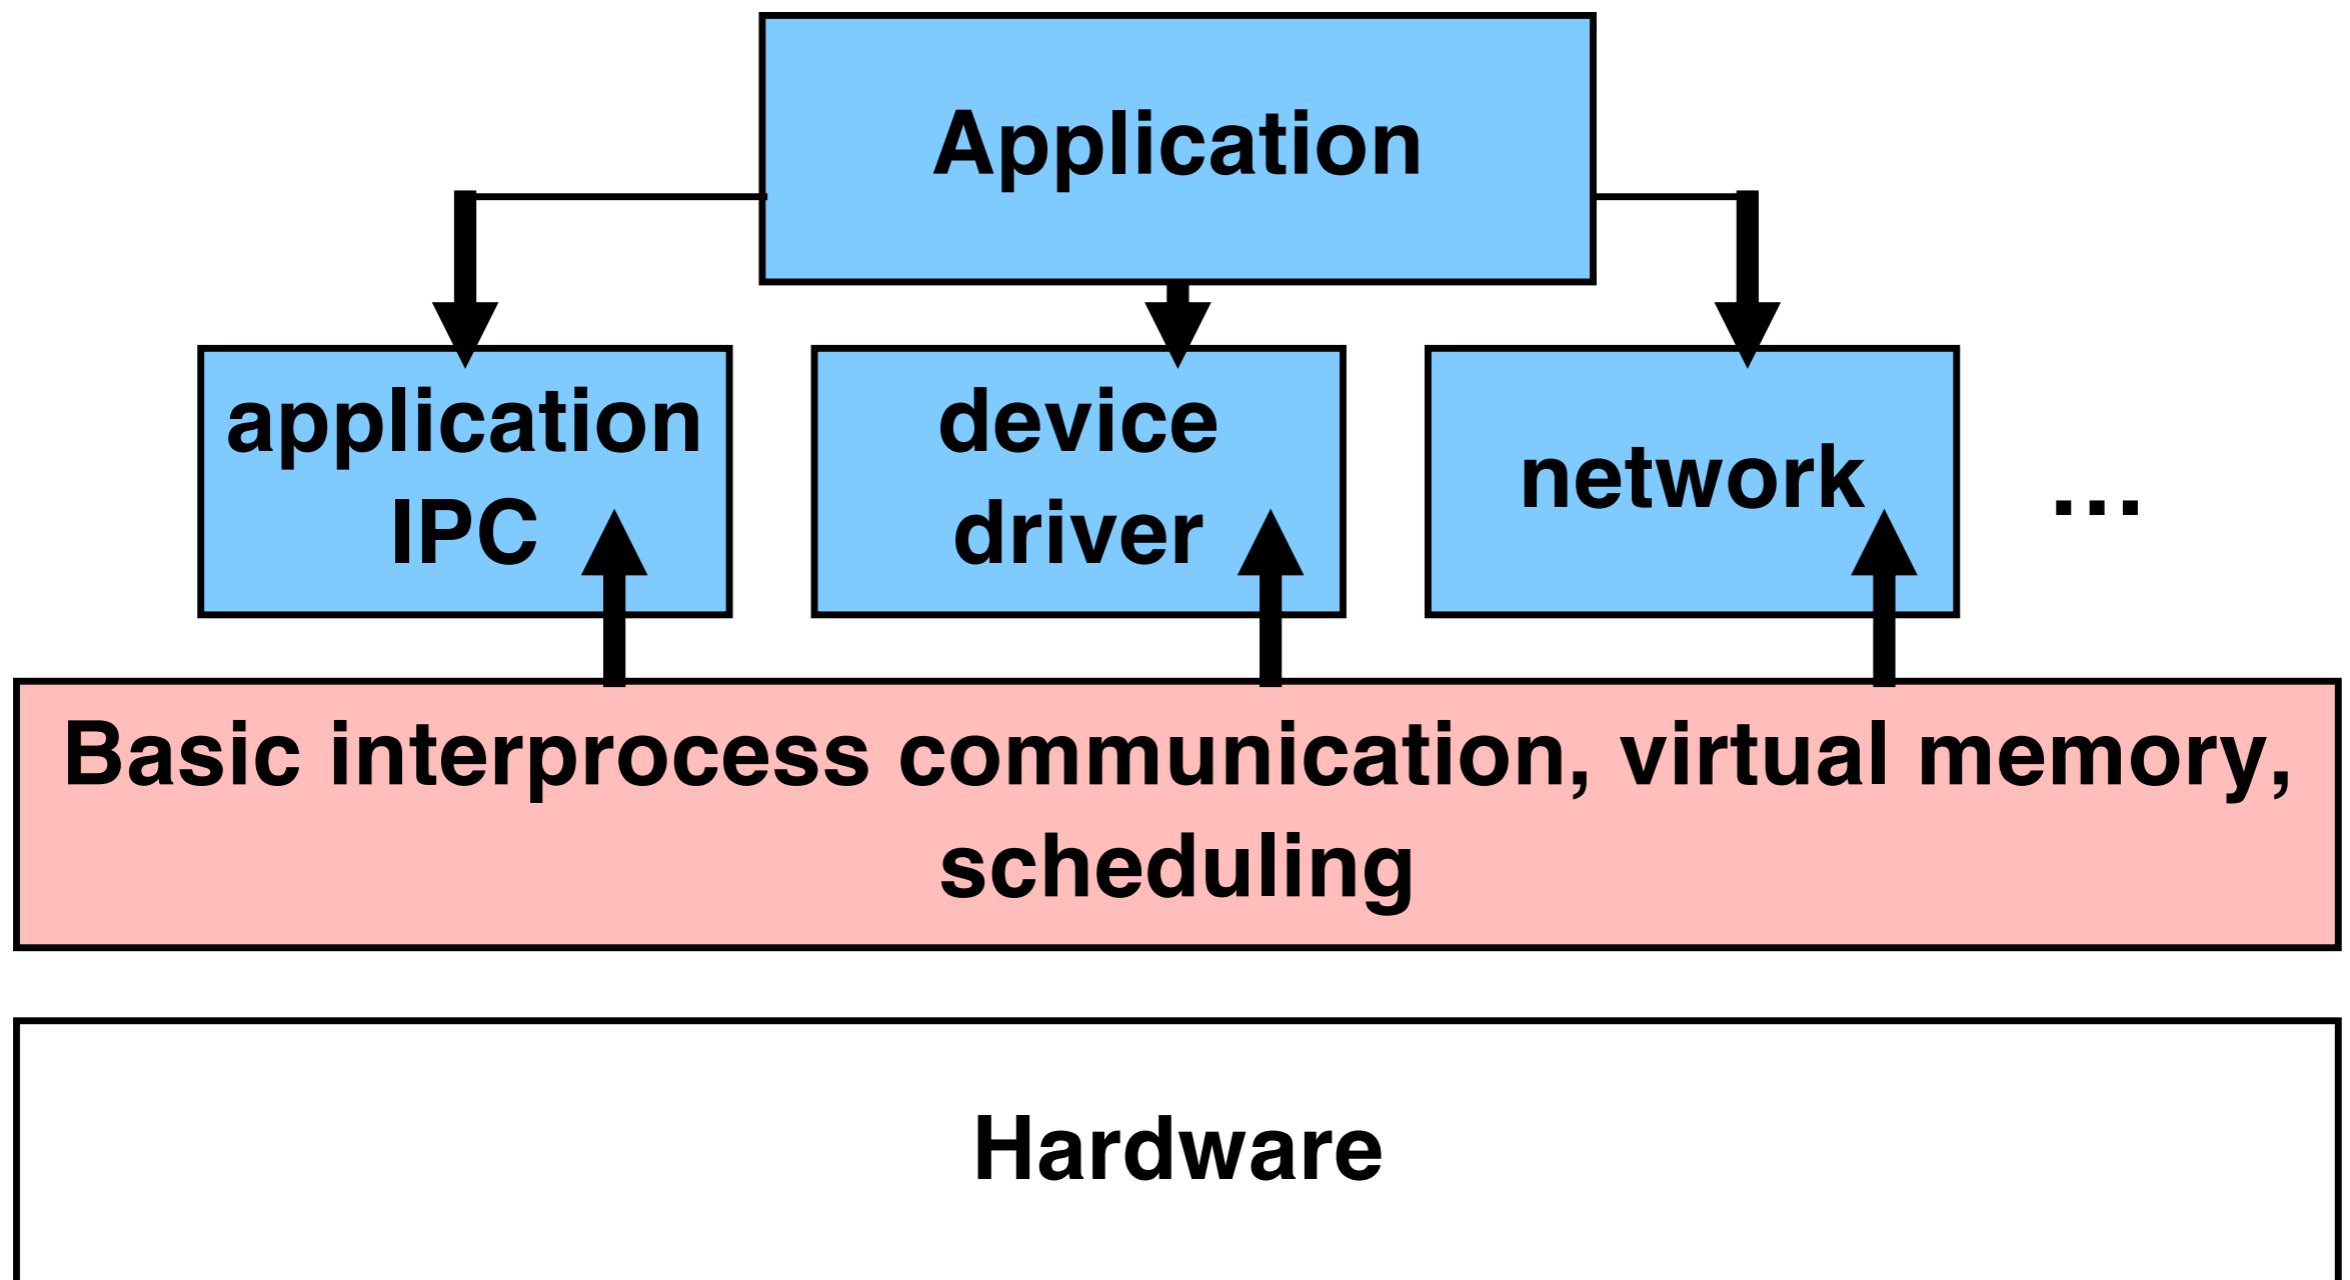 Application
application
IPC
device
driver
network
...
Basic interprocess communication, virtual memory,
scheduling
Hardware